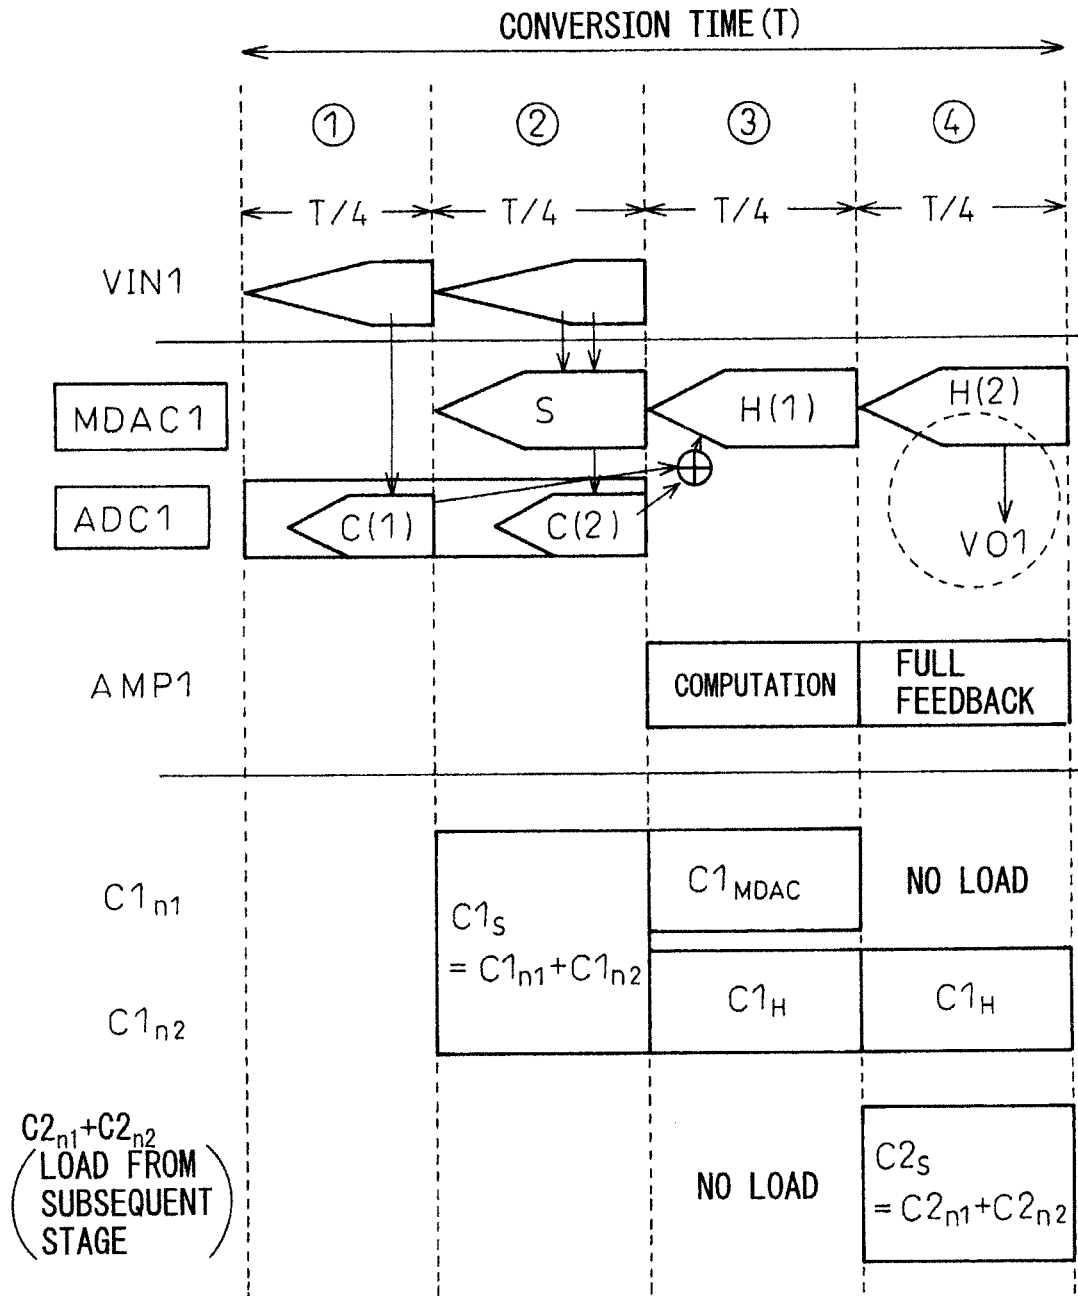 CONVERSION TIME(T)
① ② ③ ④
T/4 T/4 T/4 T/4
VIN1
MDAC1 S H(1) H(2)
ADC1 C(1) C(2) VO1
AMP1 COMPUTATION FULL FEEDBACK
C1n1 C1MDAC NO LOAD
C1S
= C1n1+C1n2
C1n2 C1H C1H
C2n1+C2n2
(LOAD FROM
SUBSEQUENT
STAGE)
NO LOAD
C2S
= C2n1+C2n2